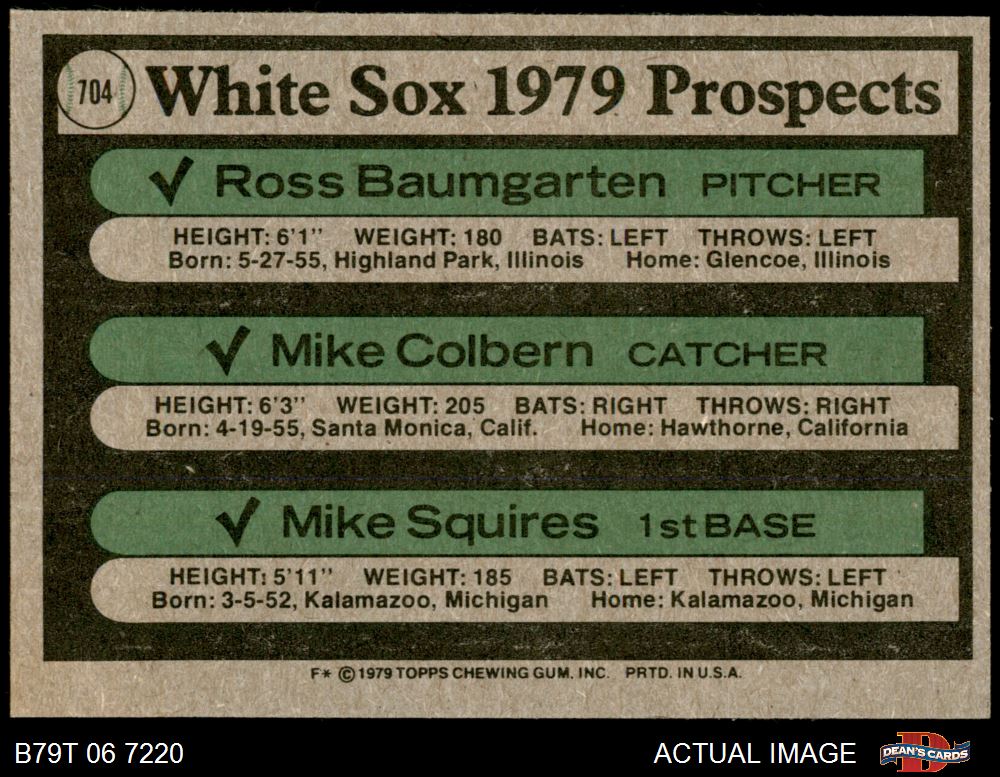 704 White Sox 1979 Prospects
✓ Ross Baumgarten PITCHER
HEIGHT: 6'1" WEIGHT: 180 BATS: LEFT THROWS: LEFT
Born: 5-27-55, Highland Park, Illinois Home: Glencoe, Illinois
✓ Mike Colbern CATCHER
HEIGHT: 6'3" WEIGHT: 205 BATS: RIGHT THROWS: RIGHT
Born: 4-19-55, Santa Monica, Calif. Home: Hawthorne, California
✓ Mike Squires 1st BASE
HEIGHT: 5'11" WEIGHT: 185 BATS: LEFT THROWS: LEFT
Born: 3-5-52, Kalamazoo, Michigan Home: Kalamazoo, Michigan
F* © 1979 TOPPS CHEWING GUM, INC. PRTD. IN U.S.A.
B79T 06 7220 ACTUAL IMAGE DEAN'S CARDS